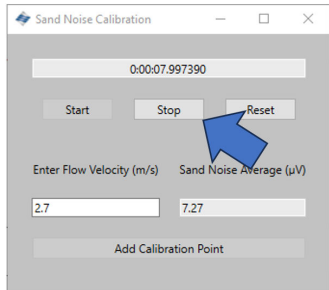 Sand Noise Calibration
0:00:07.997390
Start Stop Reset
Enter Flow Velocity (m/s) Sand Noise Average (µV)
2.7 7.27
Add Calibration Point